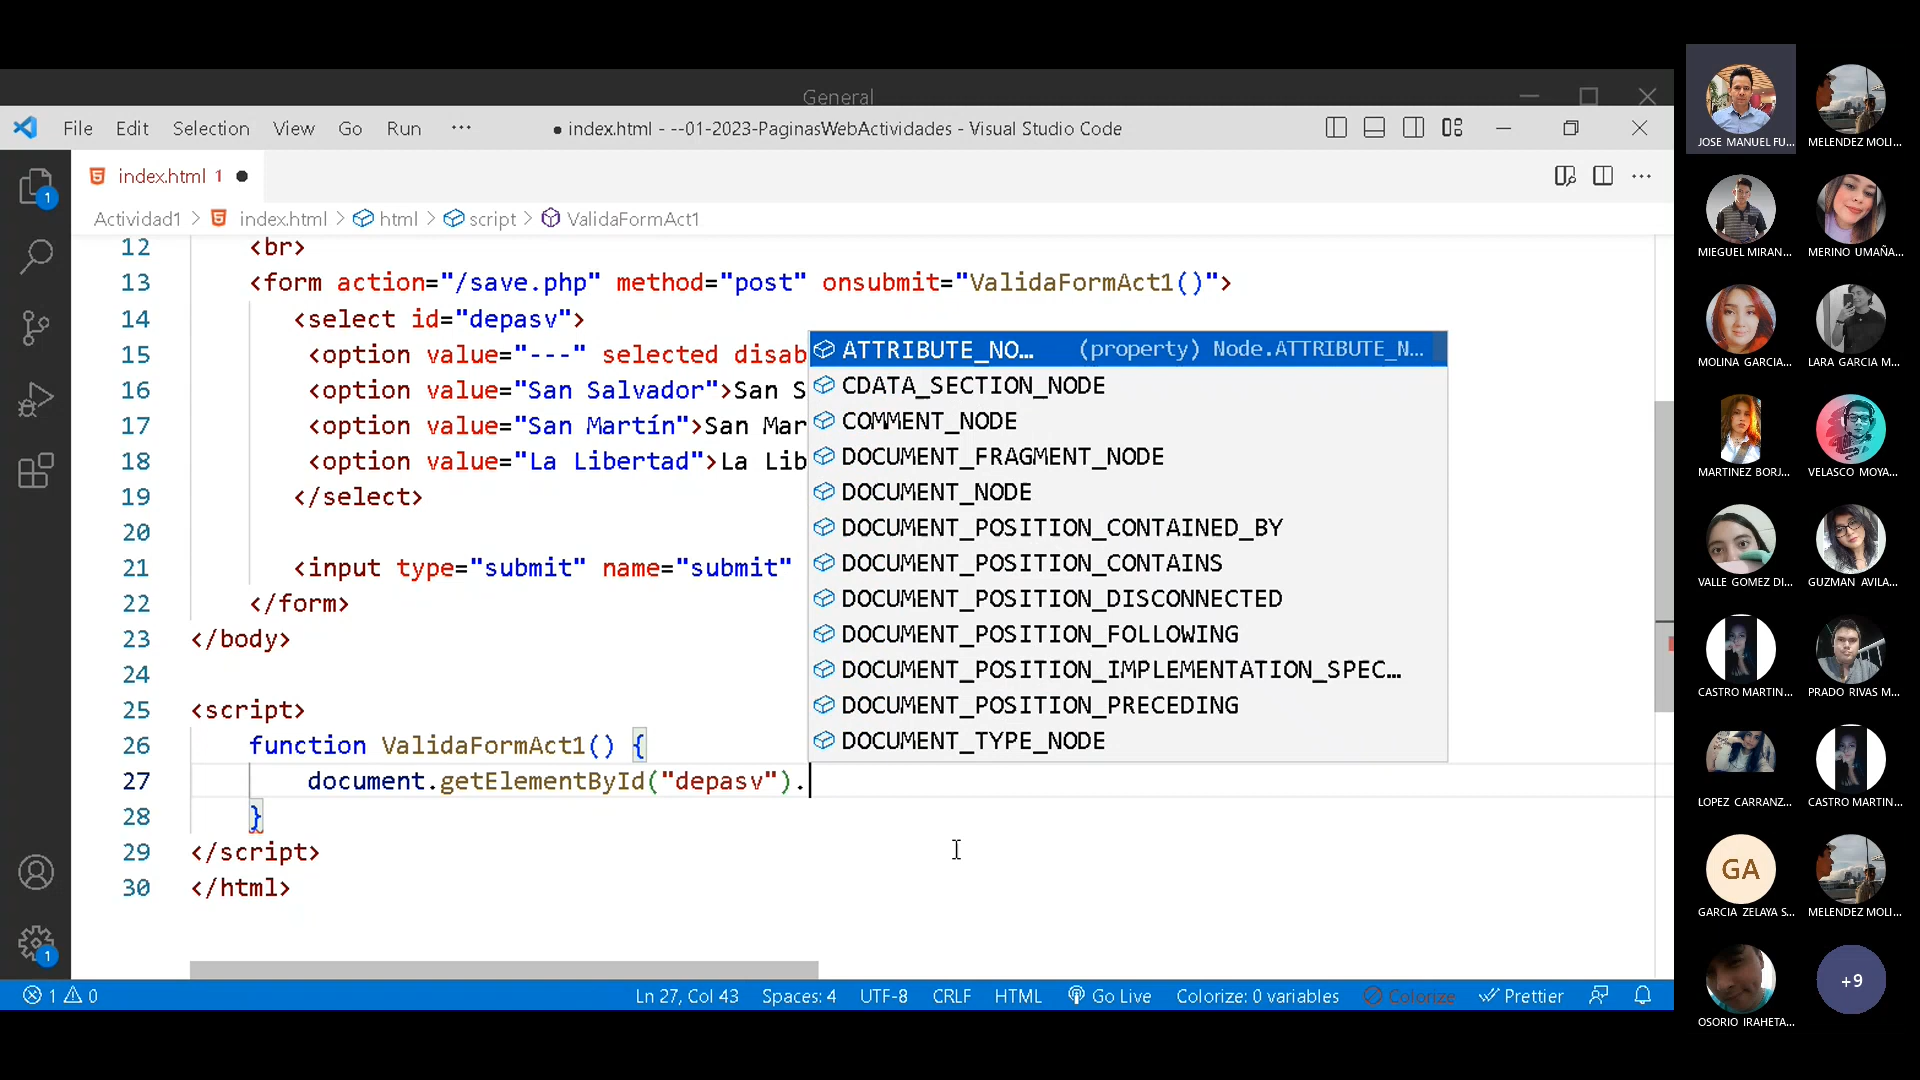 General
File Edit Selection View Go Run ···
● index.html - --01-2023-PaginasWebActividades - Visual Studio Code
index.html 1 ●
Actividad1 > index.html > html > script > ValidaFormAct1
12 <br>
13 <form action="/save.php" method="post" onsubmit="ValidaFormAct1()">
14 <select id="depasv">
15 <option value="---" selected disab
16 <option value="San Salvador">San S
17 <option value="San Martín">San Mar
18 <option value="La Libertad">La Lib
19 </select>
20
21 <input type="submit" name="submit"
22 </form>
23 </body>
24
25 <script>
26 function ValidaFormAct1() {
27 document.getElementById("depasv").
28 }
29 </script>
30 </html>
ATTRIBUTE_NO… (property) Node.ATTRIBUTE_N…
CDATA_SECTION_NODE
COMMENT_NODE
DOCUMENT_FRAGMENT_NODE
DOCUMENT_NODE
DOCUMENT_POSITION_CONTAINED_BY
DOCUMENT_POSITION_CONTAINS
DOCUMENT_POSITION_DISCONNECTED
DOCUMENT_POSITION_FOLLOWING
DOCUMENT_POSITION_IMPLEMENTATION_SPEC…
DOCUMENT_POSITION_PRECEDING
DOCUMENT_TYPE_NODE
1
1
1 0 Ln 27, Col 43 Spaces: 4 UTF-8 CRLF HTML Go Live Colorize: 0 variables Colorize Prettier
JOSE MANUEL FU... MELENDEZ MOLI...
MIEGUEL MIRAN... MERINO UMAÑA...
MOLINA GARCIA... LARA GARCIA M...
MARTINEZ BORJ... VELASCO MOYA...
VALLE GOMEZ DI... GUZMAN AVILA...
CASTRO MARTIN... PRADO RIVAS M...
LOPEZ CARRANZ... CASTRO MARTIN...
GA
GARCIA ZELAYA S... MELENDEZ MOLI...
+9
OSORIO IRAHETA...